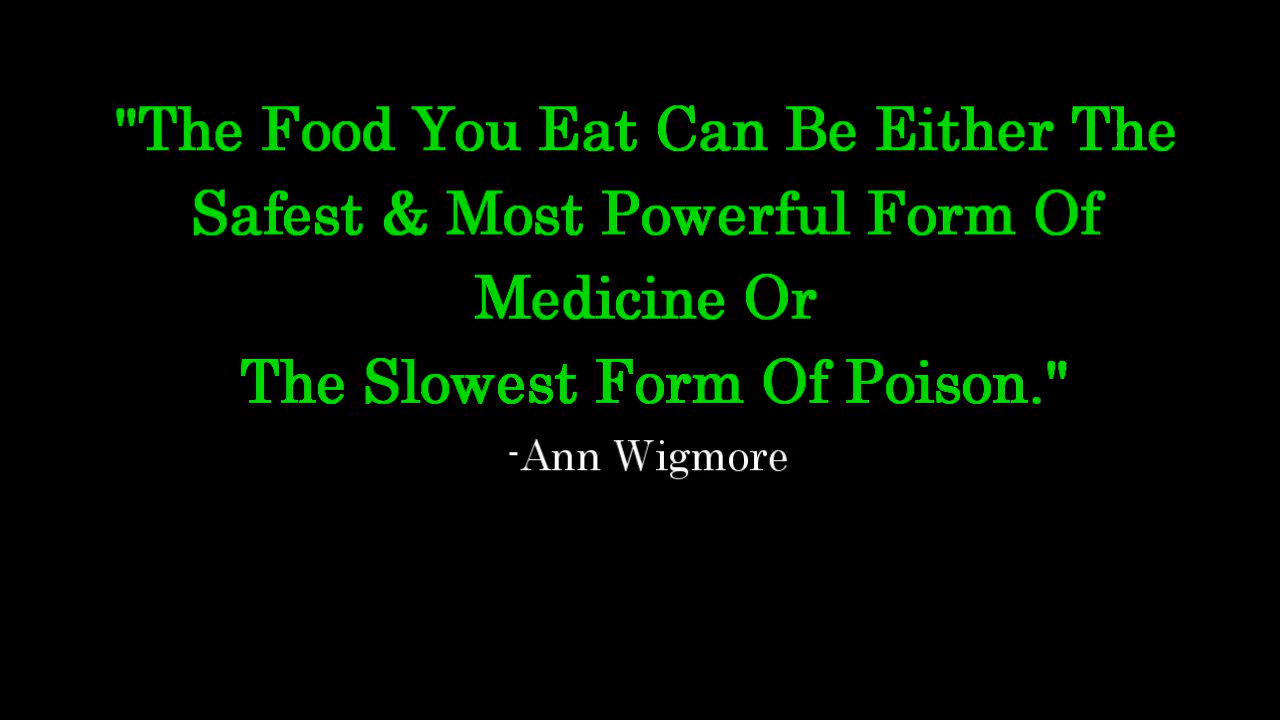 "The Food You Eat Can Be Either The
Safest & Most Powerful Form Of
Medicine Or
The Slowest Form Of Poison."
-Ann Wigmore